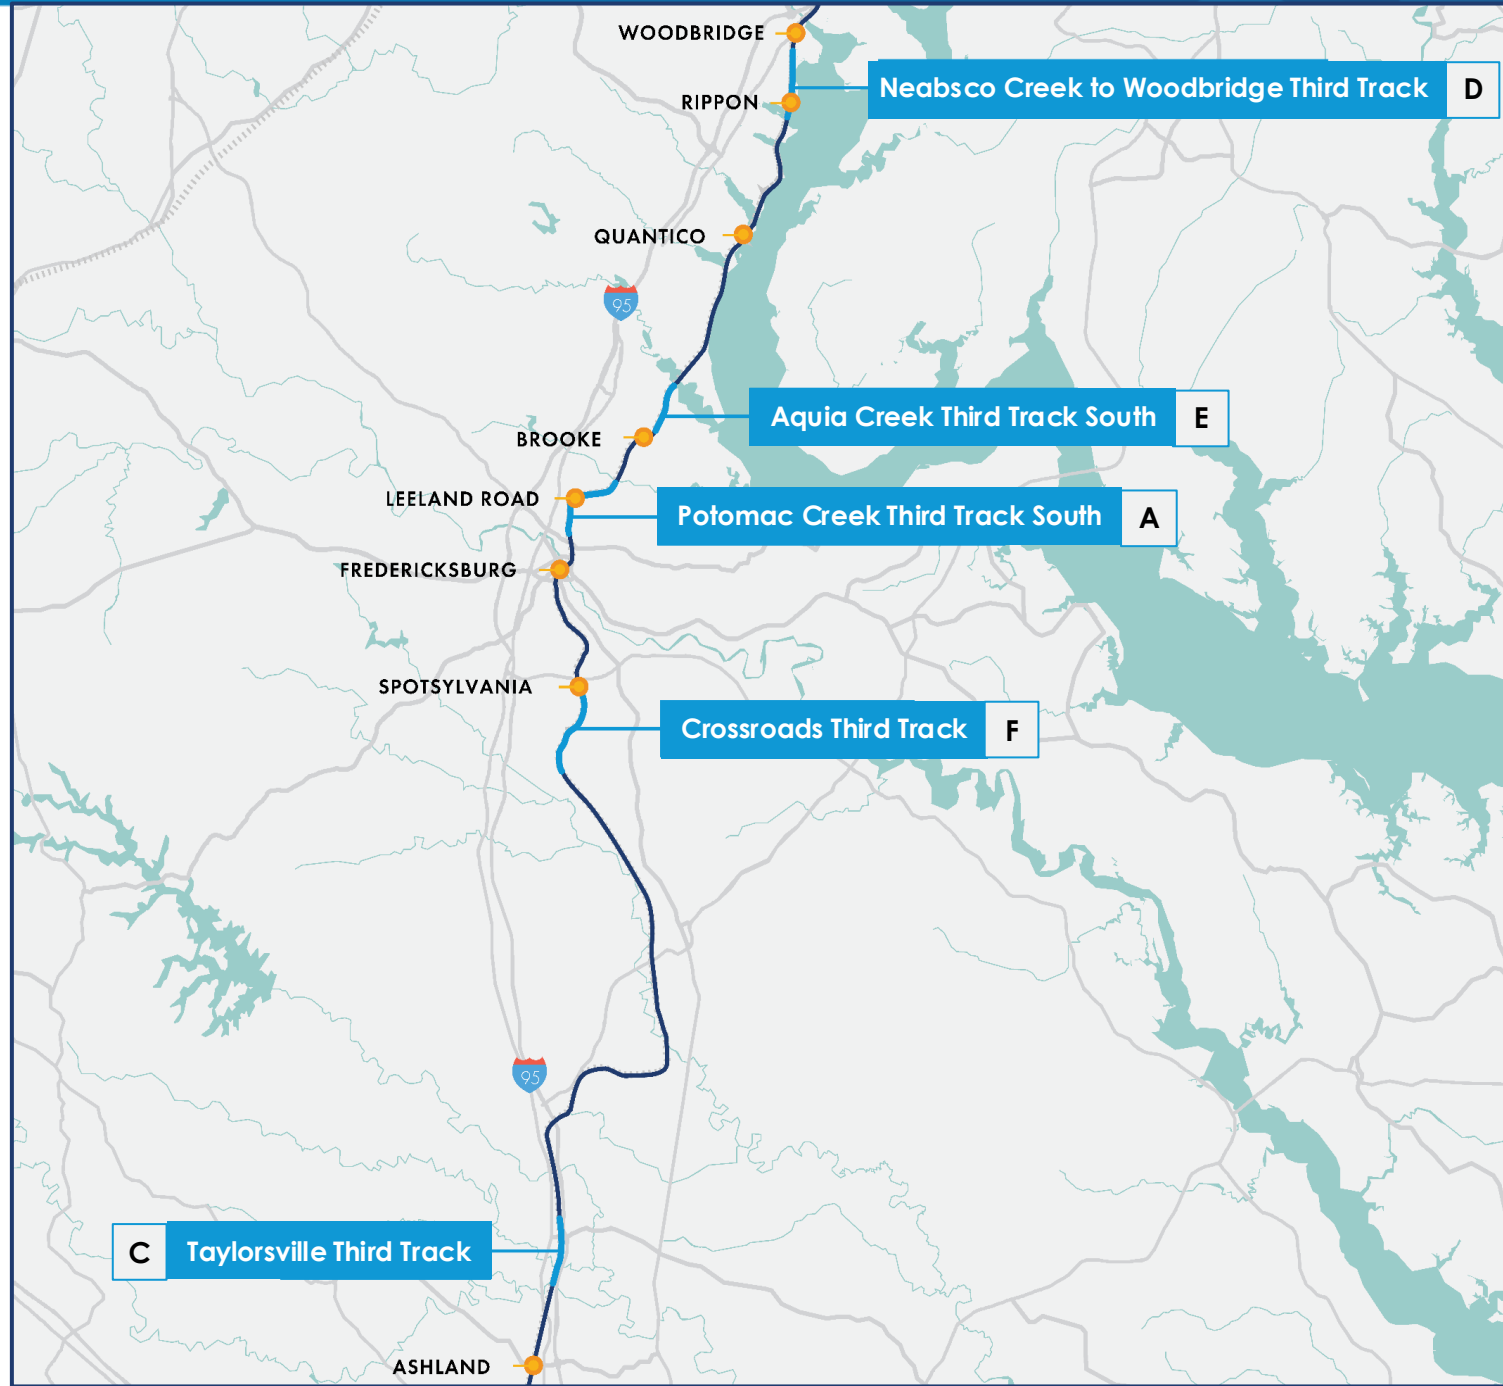 WOODBRIDGE
Neabsco Creek to Woodbridge Third Track D
RIPPON
QUANTICO
95
Aquia Creek Third Track South E
BROOKE
LEELAND ROAD
Potomac Creek Third Track South A
FREDERICKSBURG
SPOTSYLVANIA
Crossroads Third Track F
95
C Taylorsville Third Track
ASHLAND